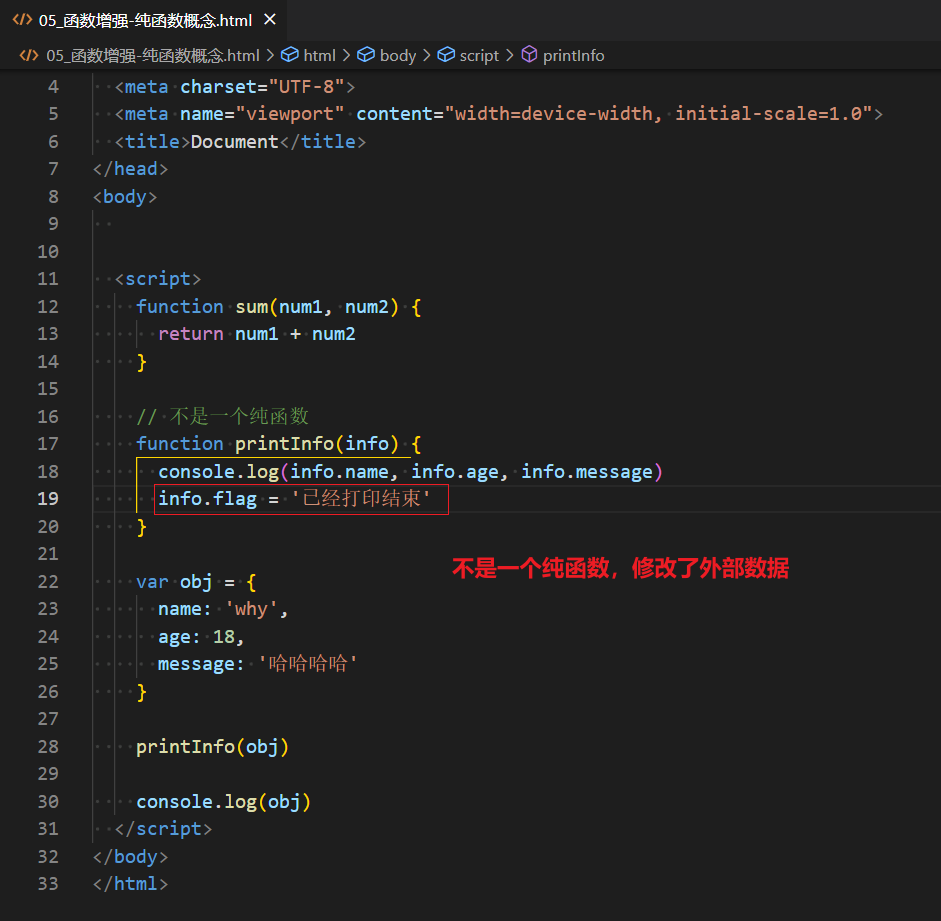 05_函数增强-纯函数概念.html
05_函数增强-纯函数概念.html html body script printInfo
4 <meta charset="UTF-8">
5 <meta name="viewport" content="width=device-width, initial-scale=1.0">
6 <title>Document</title>
7 </head>
8 <body>
9
10
11 <script>
12 function sum(num1, num2) {
13 return num1 + num2
14 }
15
16 // 不是一个纯函数
17 function printInfo(info) {
18 console.log(info.name, info.age, info.message)
19 info.flag = '已经打印结束'
20 }
21
不是一个纯函数，修改了外部数据
22 var obj = {
23 name: 'why',
24 age: 18,
25 message: '哈哈哈哈'
26 }
27
28 printInfo(obj)
29
30 console.log(obj)
31 </script>
32 </body>
33 </html>